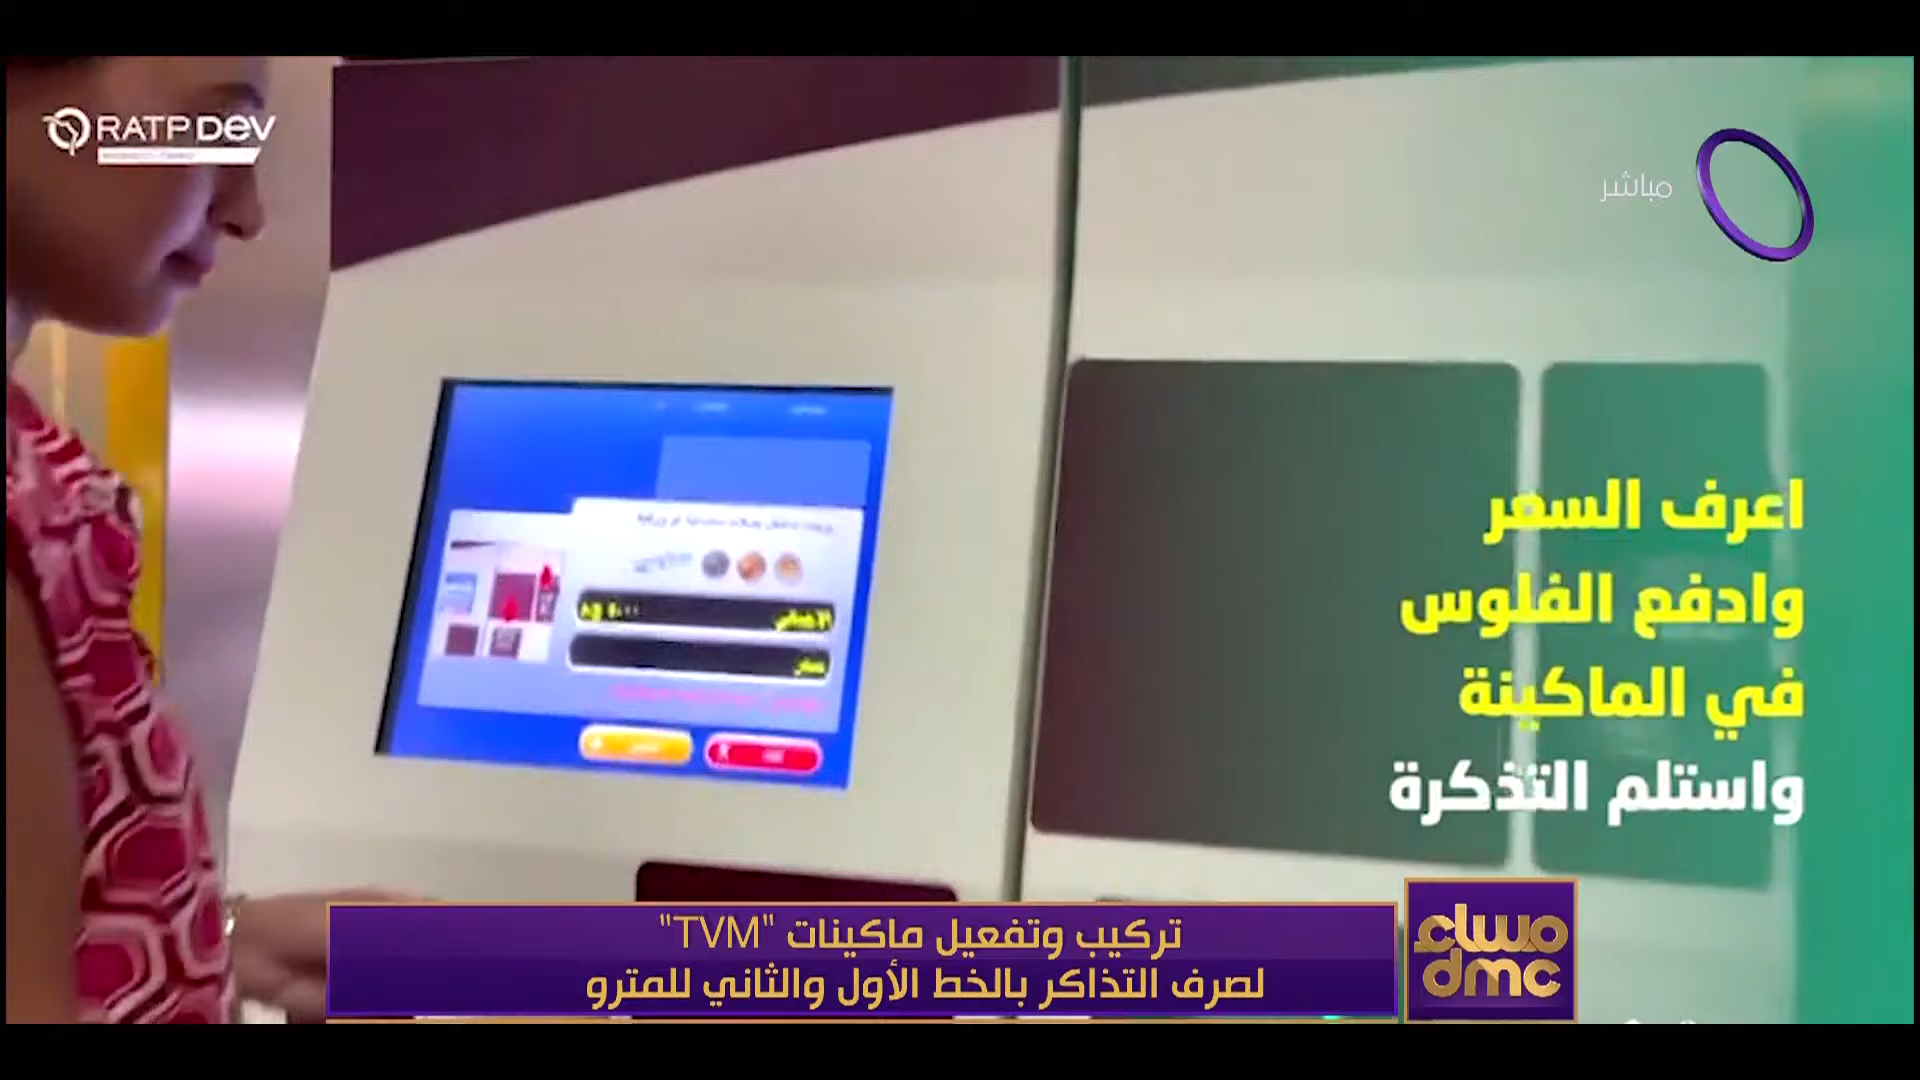 RATP DEV
مباشر
اعرف السعر
وادفع الفلوس
في الماكينة
واستلم التذكرة
الاجمالي
تركيب وتفعيل ماكينات "TVM"
لصرف التذاكر بالخط الأول والثاني للمترو
مساء
dmc